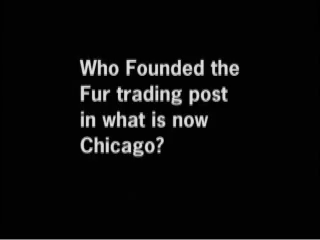 Who Founded the
Fur trading post
in what is now
Chicago?